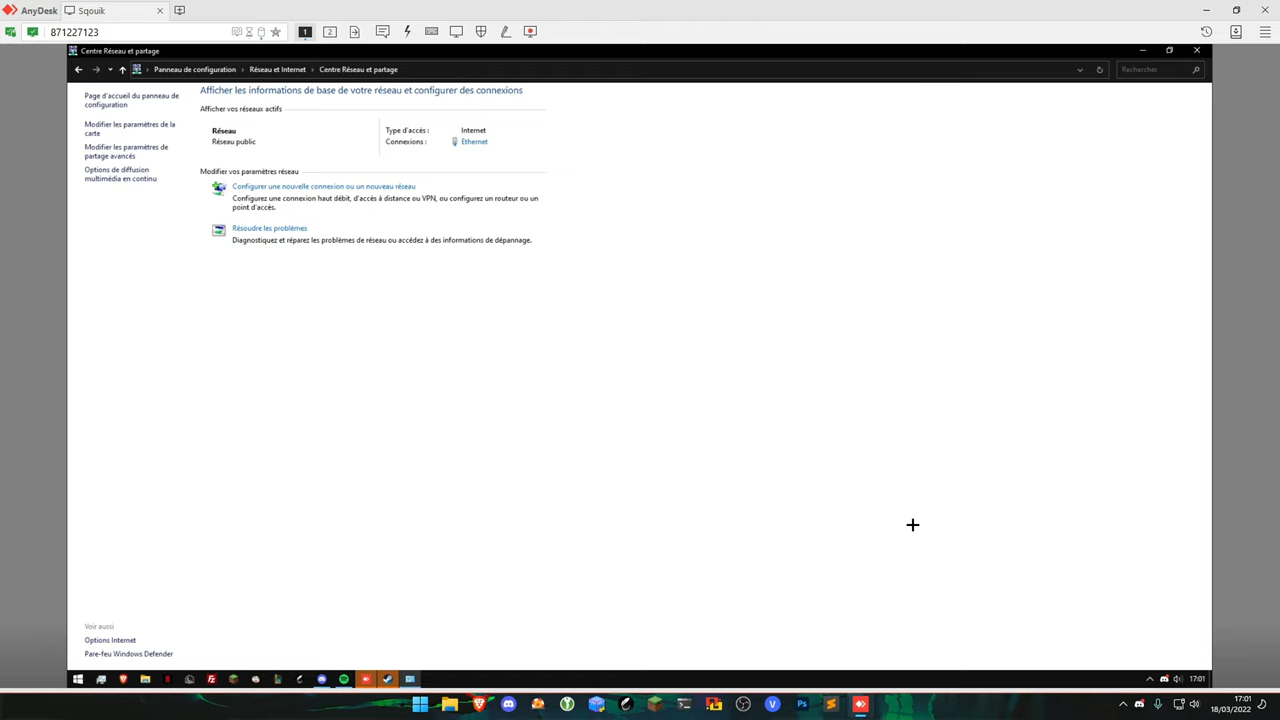 AnyDesk
Sqouik
871227123
1
2
Centre Réseau et partage
Panneau de configuration
Réseau et Internet
Centre Réseau et partage
Rechercher
Page d'accueil du panneau de
configuration
Modifier les paramètres de la
carte
Modifier les paramètres de
partage avancés
Options de diffusion
multimédia en continu
Afficher les informations de base de votre réseau et configurer des connexions
Afficher vos réseaux actifs
Réseau
Réseau public
Type d'accès :
Internet
Connexions :
Ethernet
Modifier vos paramètres réseau
Configurer une nouvelle connexion ou un nouveau réseau
Configurez une connexion haut débit, d'accès à distance ou VPN, ou configurez un routeur ou un
point d'accès.
Résoudre les problèmes
Diagnostiquez et réparez les problèmes de réseau ou accédez à des informations de dépannage.
Voir aussi
Options Internet
Pare-feu Windows Defender
17:01
17:01
18/03/2022